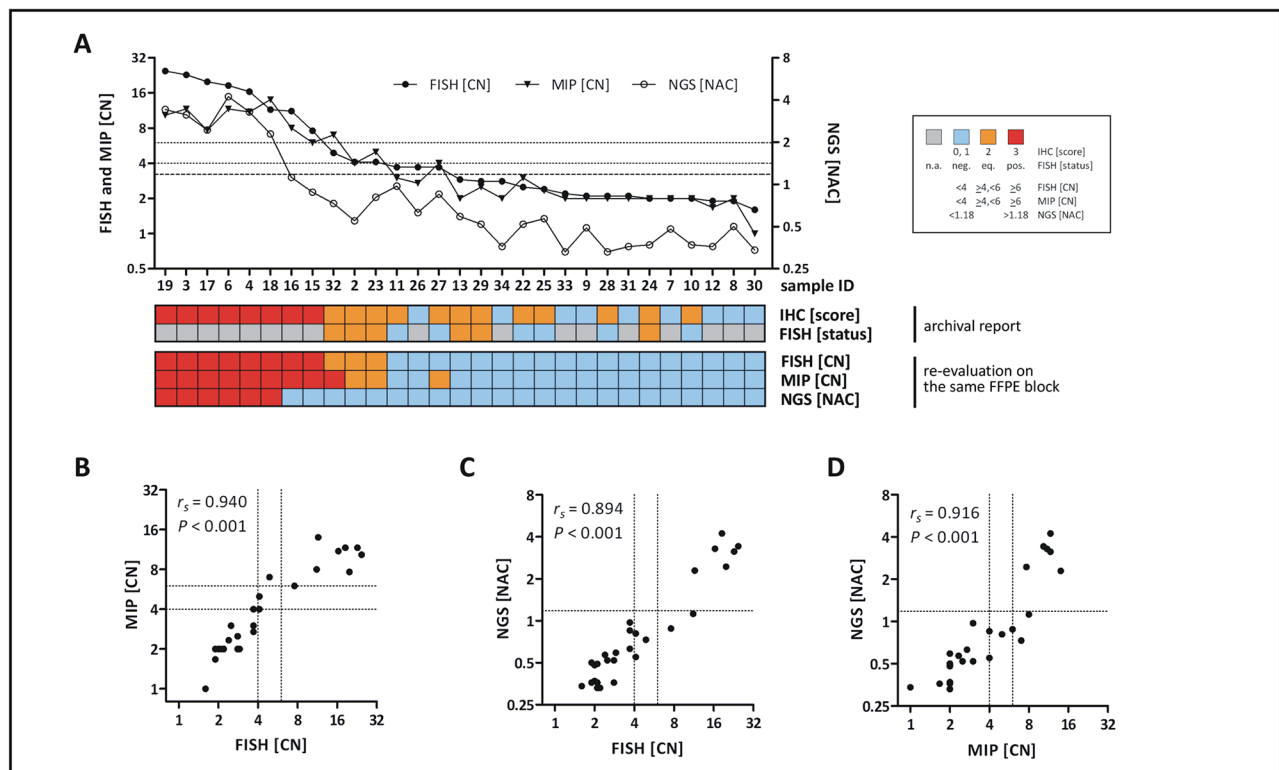 A
FISH [CN] MIP [CN] NGS [NAC]
FISH and MIP [CN]
32
16
8
4
2
1
0.5
NGS [NAC]
8
4
2
1
0.5
0.25
19 3 17 6 4 18 16 15 32 2 23 11 26 27 13 29 34 22 25 33 9 28 31 24 7 10 12 8 30 sample ID
0, 1 2 3 IHC [score]
n.a. neg. eq. pos. FISH [status]
<4 ≥4,<6 ≥6 FISH [CN]
<4 ≥4,<6 ≥6 MIP [CN]
<1.18 >1.18 NGS [NAC]
IHC [score]
FISH [status]
archival report
FISH [CN]
MIP [CN]
NGS [NAC]
re-evaluation on
the same FFPE block
B
rs = 0.940
P < 0.001
MIP [CN]
32
16
8
4
2
1
1 2 4 8 16 32
FISH [CN]
C
rs = 0.894
P < 0.001
NGS [NAC]
8
4
2
1
0.5
0.25
1 2 4 8 16 32
FISH [CN]
D
rs = 0.916
P < 0.001
NGS [NAC]
8
4
2
1
0.5
0.25
1 2 4 8 16 32
MIP [CN]